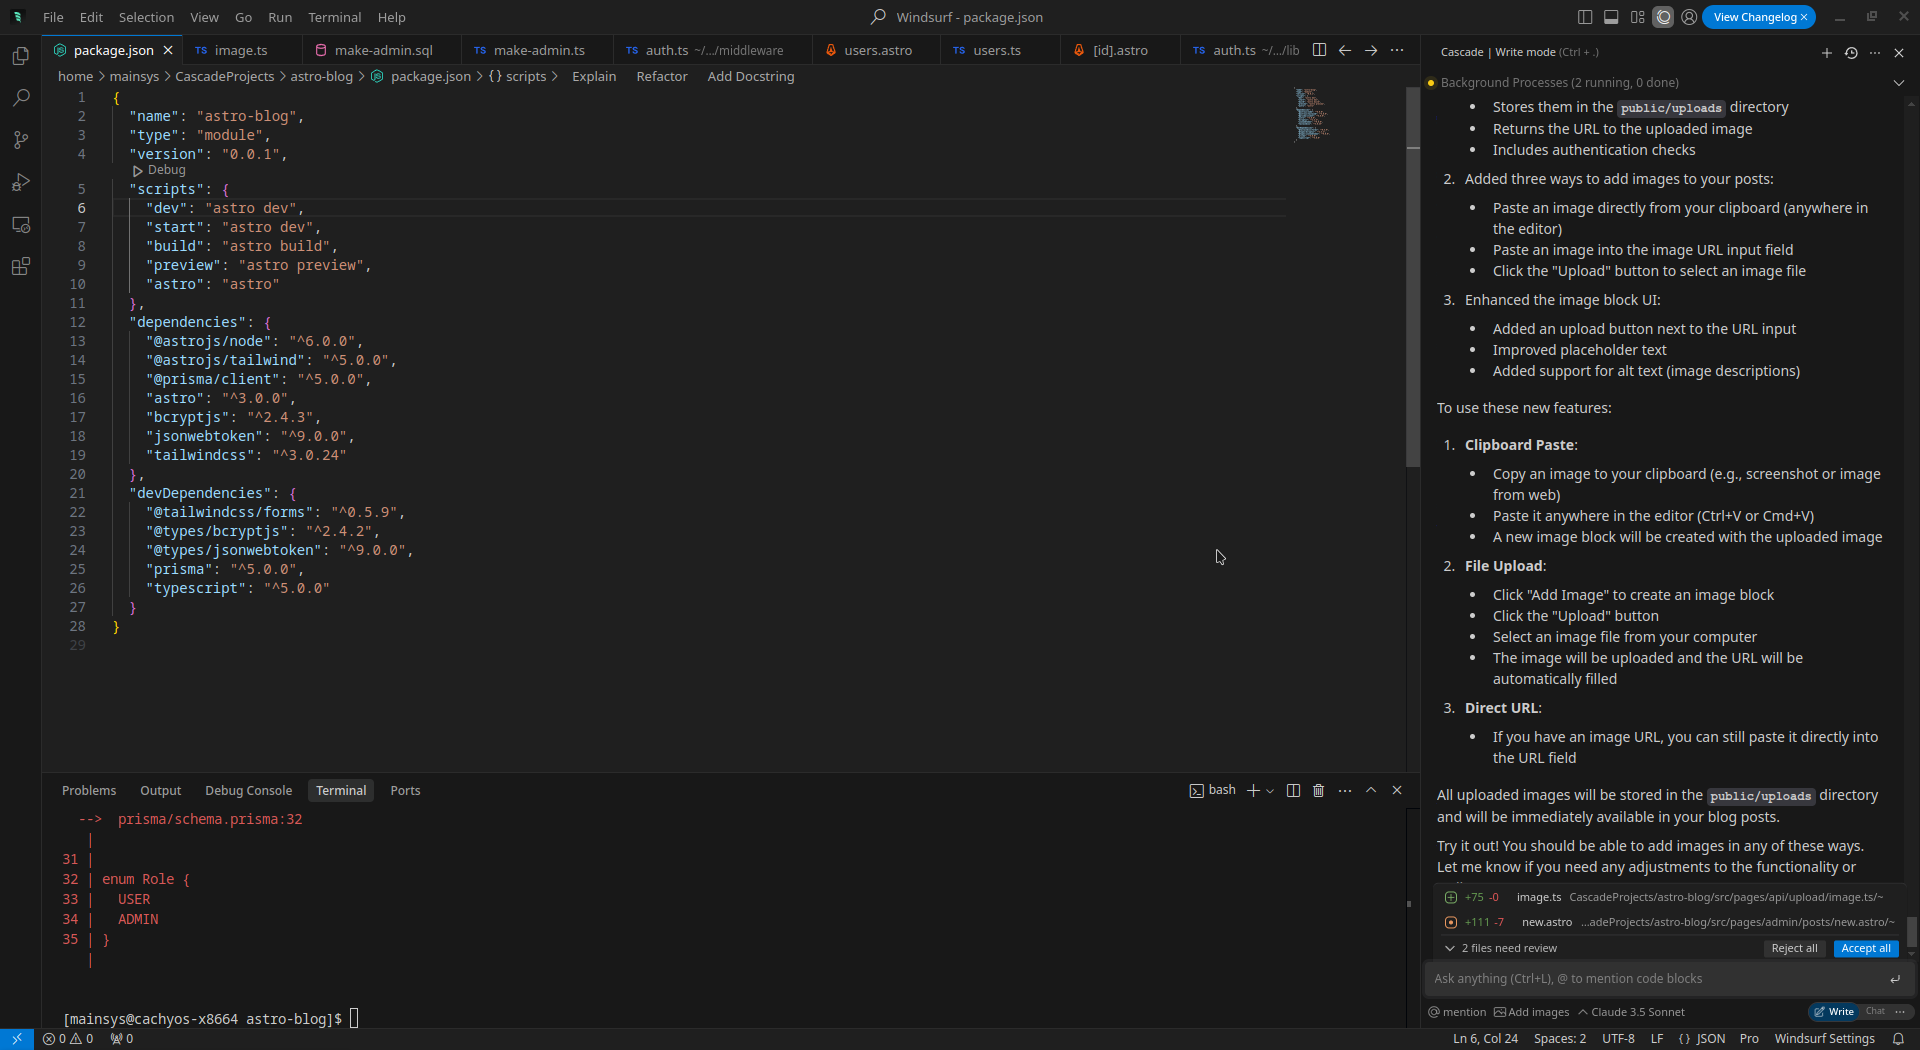 File Edit Selection View Go Run Terminal Help
Windsurf - package.json
View Changelog ×
package.json
image.ts
make-admin.sql
make-admin.ts
auth.ts ~/.../middleware
users.astro
users.ts
[id].astro
auth.ts ~/.../lib
home > mainsys > CascadeProjects > astro-blog > package.json > {} scripts > Explain Refactor Add Docstring
1 {
2 "name": "astro-blog",
3 "type": "module",
4 "version": "0.0.1",
Debug
5 "scripts": {
6 "dev": "astro dev",
7 "start": "astro dev",
8 "build": "astro build",
9 "preview": "astro preview",
10 "astro": "astro"
11 },
12 "dependencies": {
13 "@astrojs/node": "^6.0.0",
14 "@astrojs/tailwind": "^5.0.0",
15 "@prisma/client": "^5.0.0",
16 "astro": "^3.0.0",
17 "bcryptjs": "^2.4.3",
18 "jsonwebtoken": "^9.0.0",
19 "tailwindcss": "^3.0.24"
20 },
21 "devDependencies": {
22 "@tailwindcss/forms": "^0.5.9",
23 "@types/bcryptjs": "^2.4.2",
24 "@types/jsonwebtoken": "^9.0.0",
25 "prisma": "^5.0.0",
26 "typescript": "^5.0.0"
27 }
28 }
29
Problems Output Debug Console Terminal Ports
bash
--> prisma/schema.prisma:32
|
31 |
32 | enum Role {
33 | USER
34 | ADMIN
35 | }
|
[mainsys@cachyos-x8664 astro-blog]$
Cascade | Write mode (Ctrl + .)
Background Processes (2 running, 0 done)
• Stores them in the public/uploads directory
• Returns the URL to the uploaded image
• Includes authentication checks
2. Added three ways to add images to your posts:
• Paste an image directly from your clipboard (anywhere in
the editor)
• Paste an image into the image URL input field
• Click the "Upload" button to select an image file
3. Enhanced the image block UI:
• Added an upload button next to the URL input
• Improved placeholder text
• Added support for alt text (image descriptions)
To use these new features:
1. Clipboard Paste:
• Copy an image to your clipboard (e.g., screenshot or image
from web)
• Paste it anywhere in the editor (Ctrl+V or Cmd+V)
• A new image block will be created with the uploaded image
2. File Upload:
• Click "Add Image" to create an image block
• Click the "Upload" button
• Select an image file from your computer
• The image will be uploaded and the URL will be
automatically filled
3. Direct URL:
• If you have an image URL, you can still paste it directly into
the URL field
All uploaded images will be stored in the public/uploads directory
and will be immediately available in your blog posts.
Try it out! You should be able to add images in any of these ways.
Let me know if you need any adjustments to the functionality or
+75 -0 image.ts CascadeProjects/astro-blog/src/pages/api/upload/image.ts/~
+111 -7 new.astro ...adeProjects/astro-blog/src/pages/admin/posts/new.astro/~
2 files need review Reject all Accept all
Ask anything (Ctrl+L), @ to mention code blocks
@ mention Add images Claude 3.5 Sonnet Write Chat ...
0 0 0
Ln 6, Col 24 Spaces: 2 UTF-8 LF {} JSON Pro Windsurf Settings